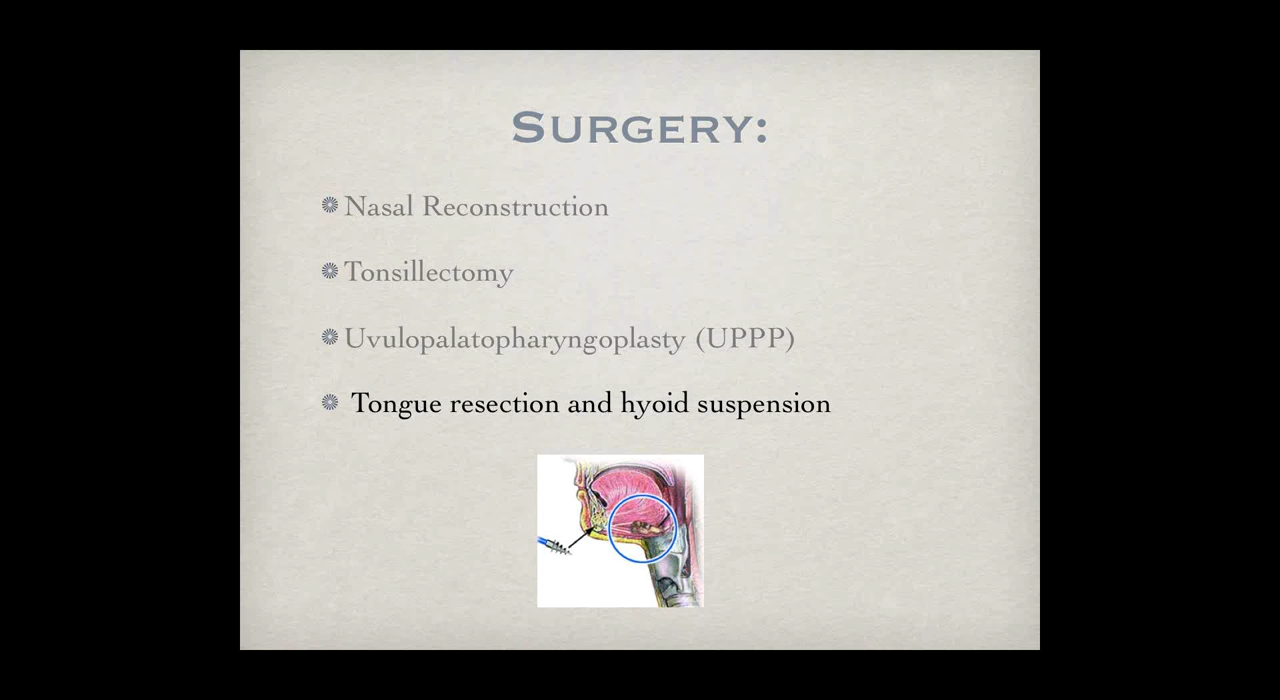 Surgery:
Nasal Reconstruction
Tonsillectomy
Uvulopalatopharyngoplasty (UPPP)
Tongue resection and hyoid suspension